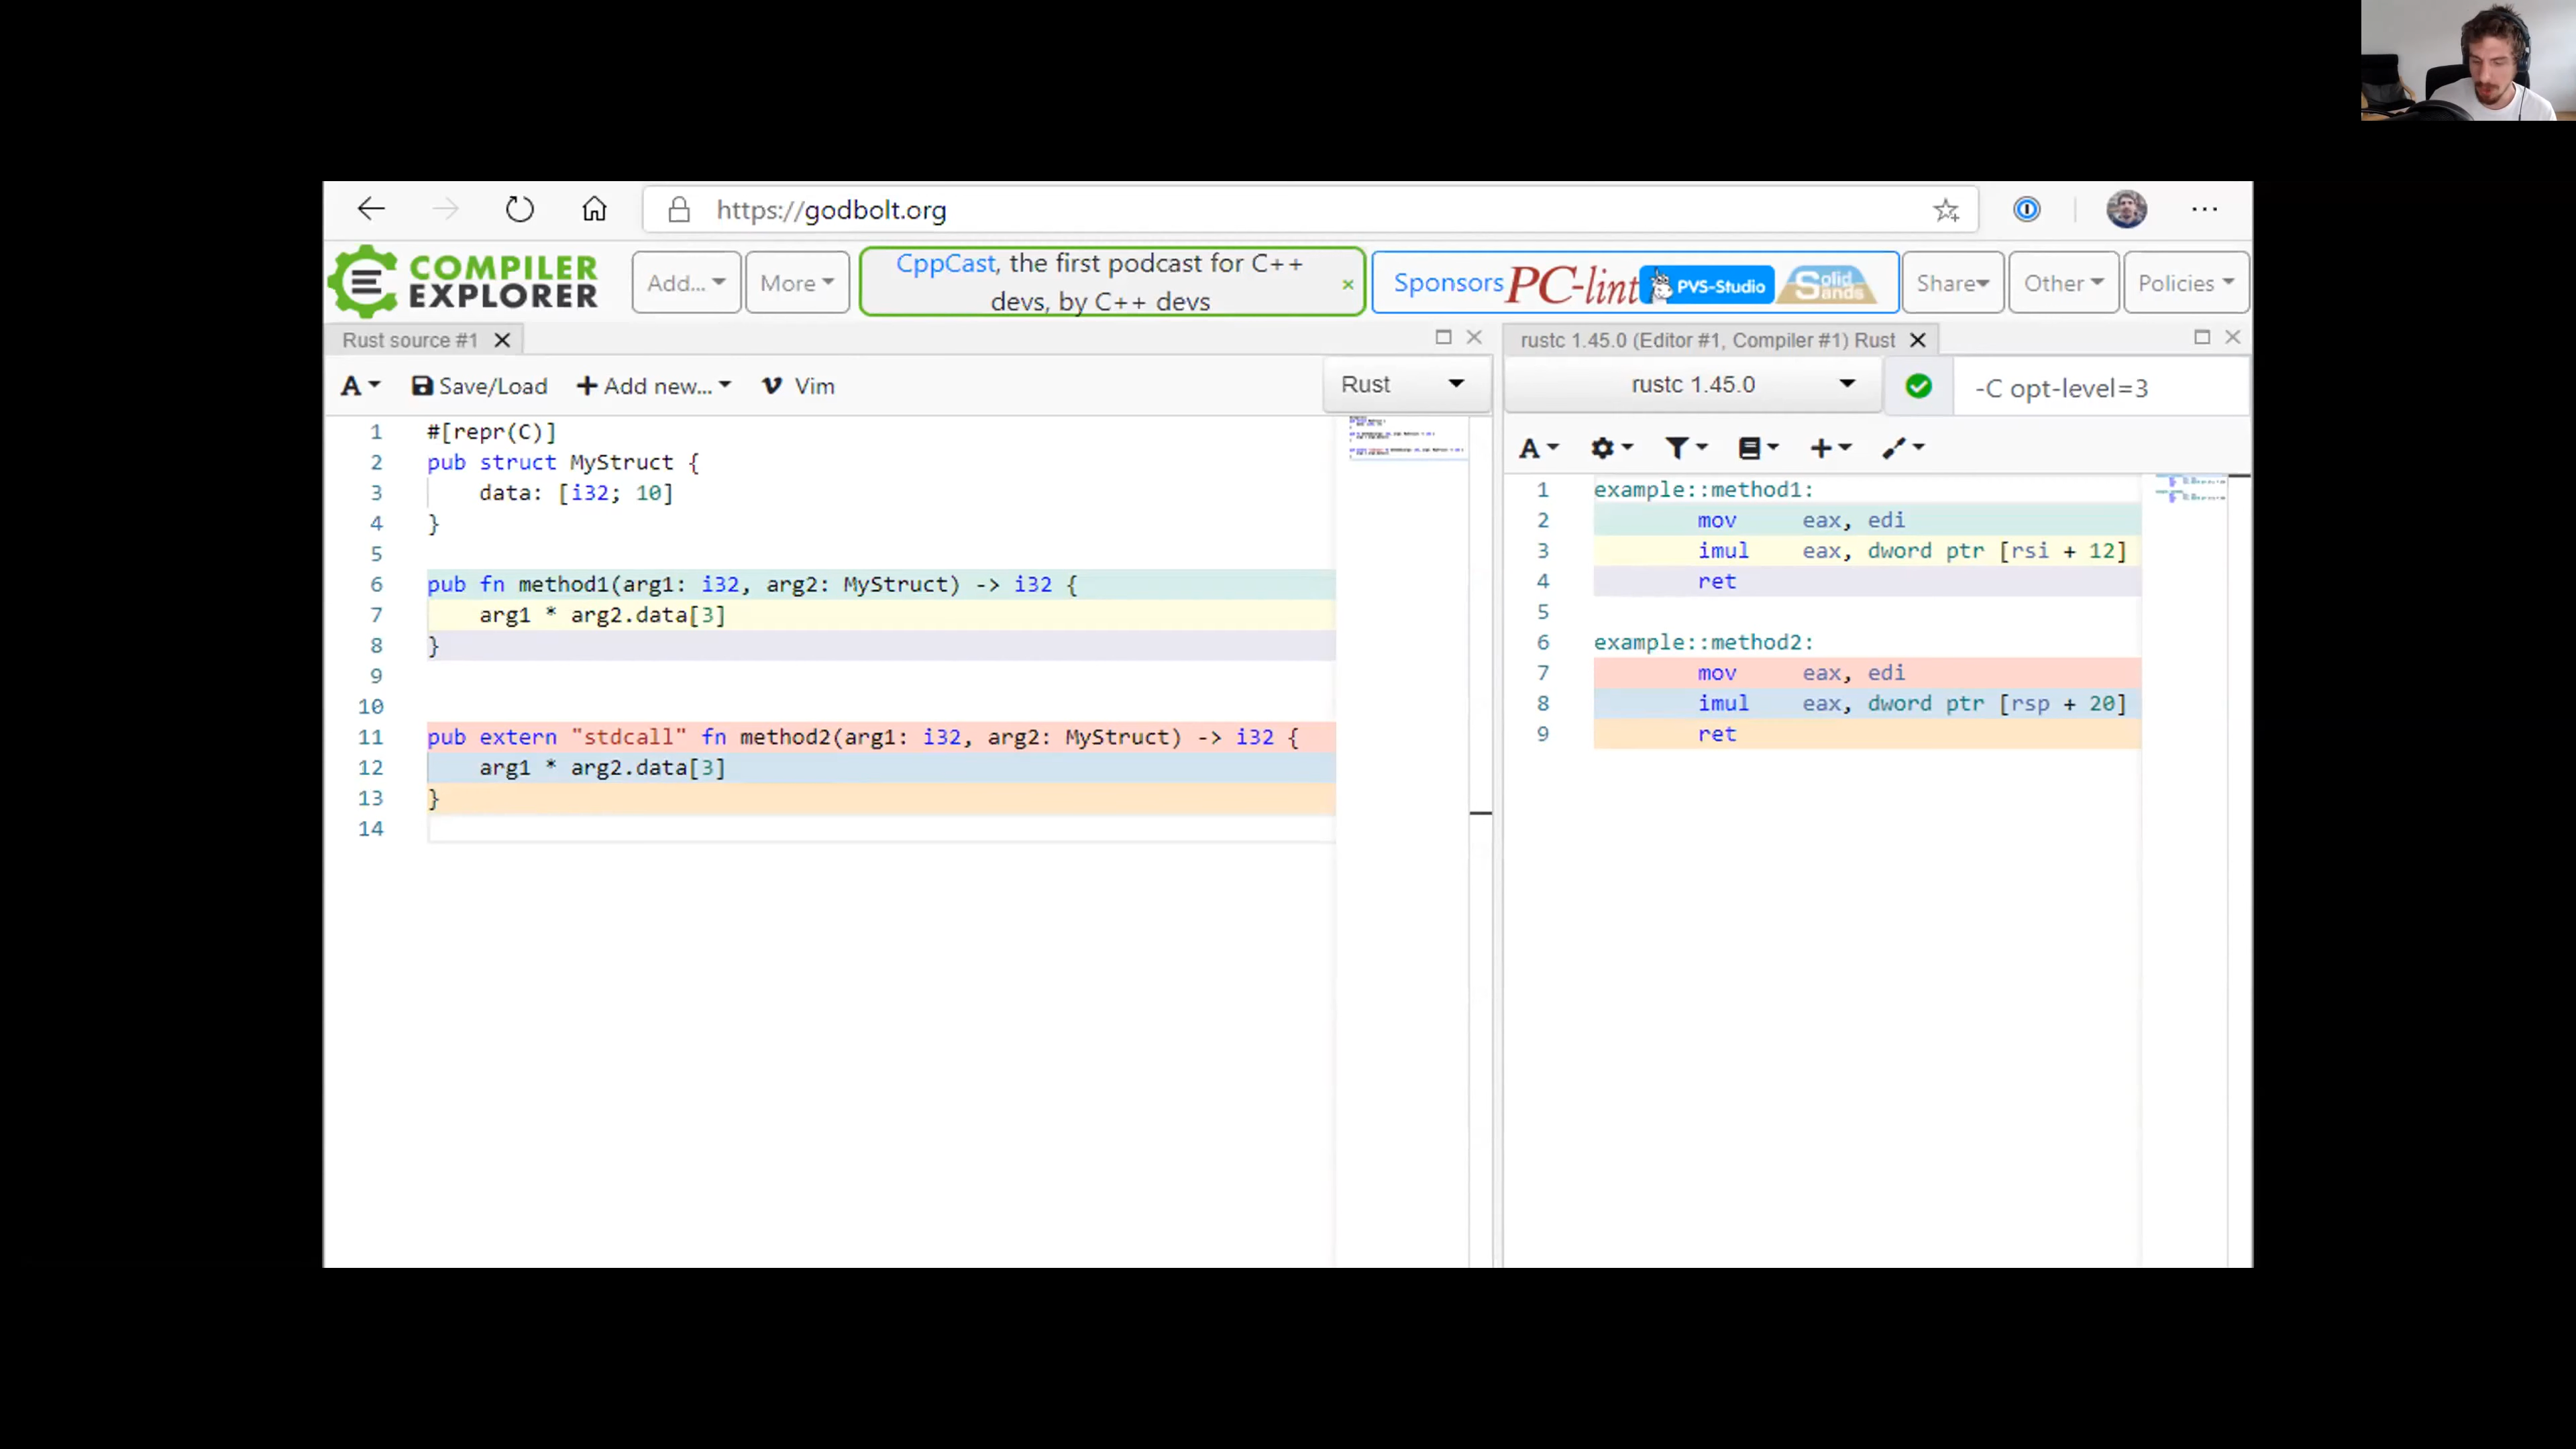 https://godbolt.org
COMPILER
EXPLORER
Add...
More
CppCast, the first podcast for C++
devs, by C++ devs
×
Sponsors PC-lint PVS-Studio Solid Sands
Share
Other
Policies
Rust source #1
rustc 1.45.0 (Editor #1, Compiler #1) Rust
A Save/Load + Add new... Vim
Rust
rustc 1.45.0
-C opt-level=3
A
1 #[repr(C)]
2 pub struct MyStruct {
3 data: [i32; 10]
4 }
5
6 pub fn method1(arg1: i32, arg2: MyStruct) -> i32 {
7 arg1 * arg2.data[3]
8 }
9
10
11 pub extern "stdcall" fn method2(arg1: i32, arg2: MyStruct) -> i32 {
12 arg1 * arg2.data[3]
13 }
14
1 example::method1:
2 mov eax, edi
3 imul eax, dword ptr [rsi + 12]
4 ret
5
6 example::method2:
7 mov eax, edi
8 imul eax, dword ptr [rsp + 20]
9 ret